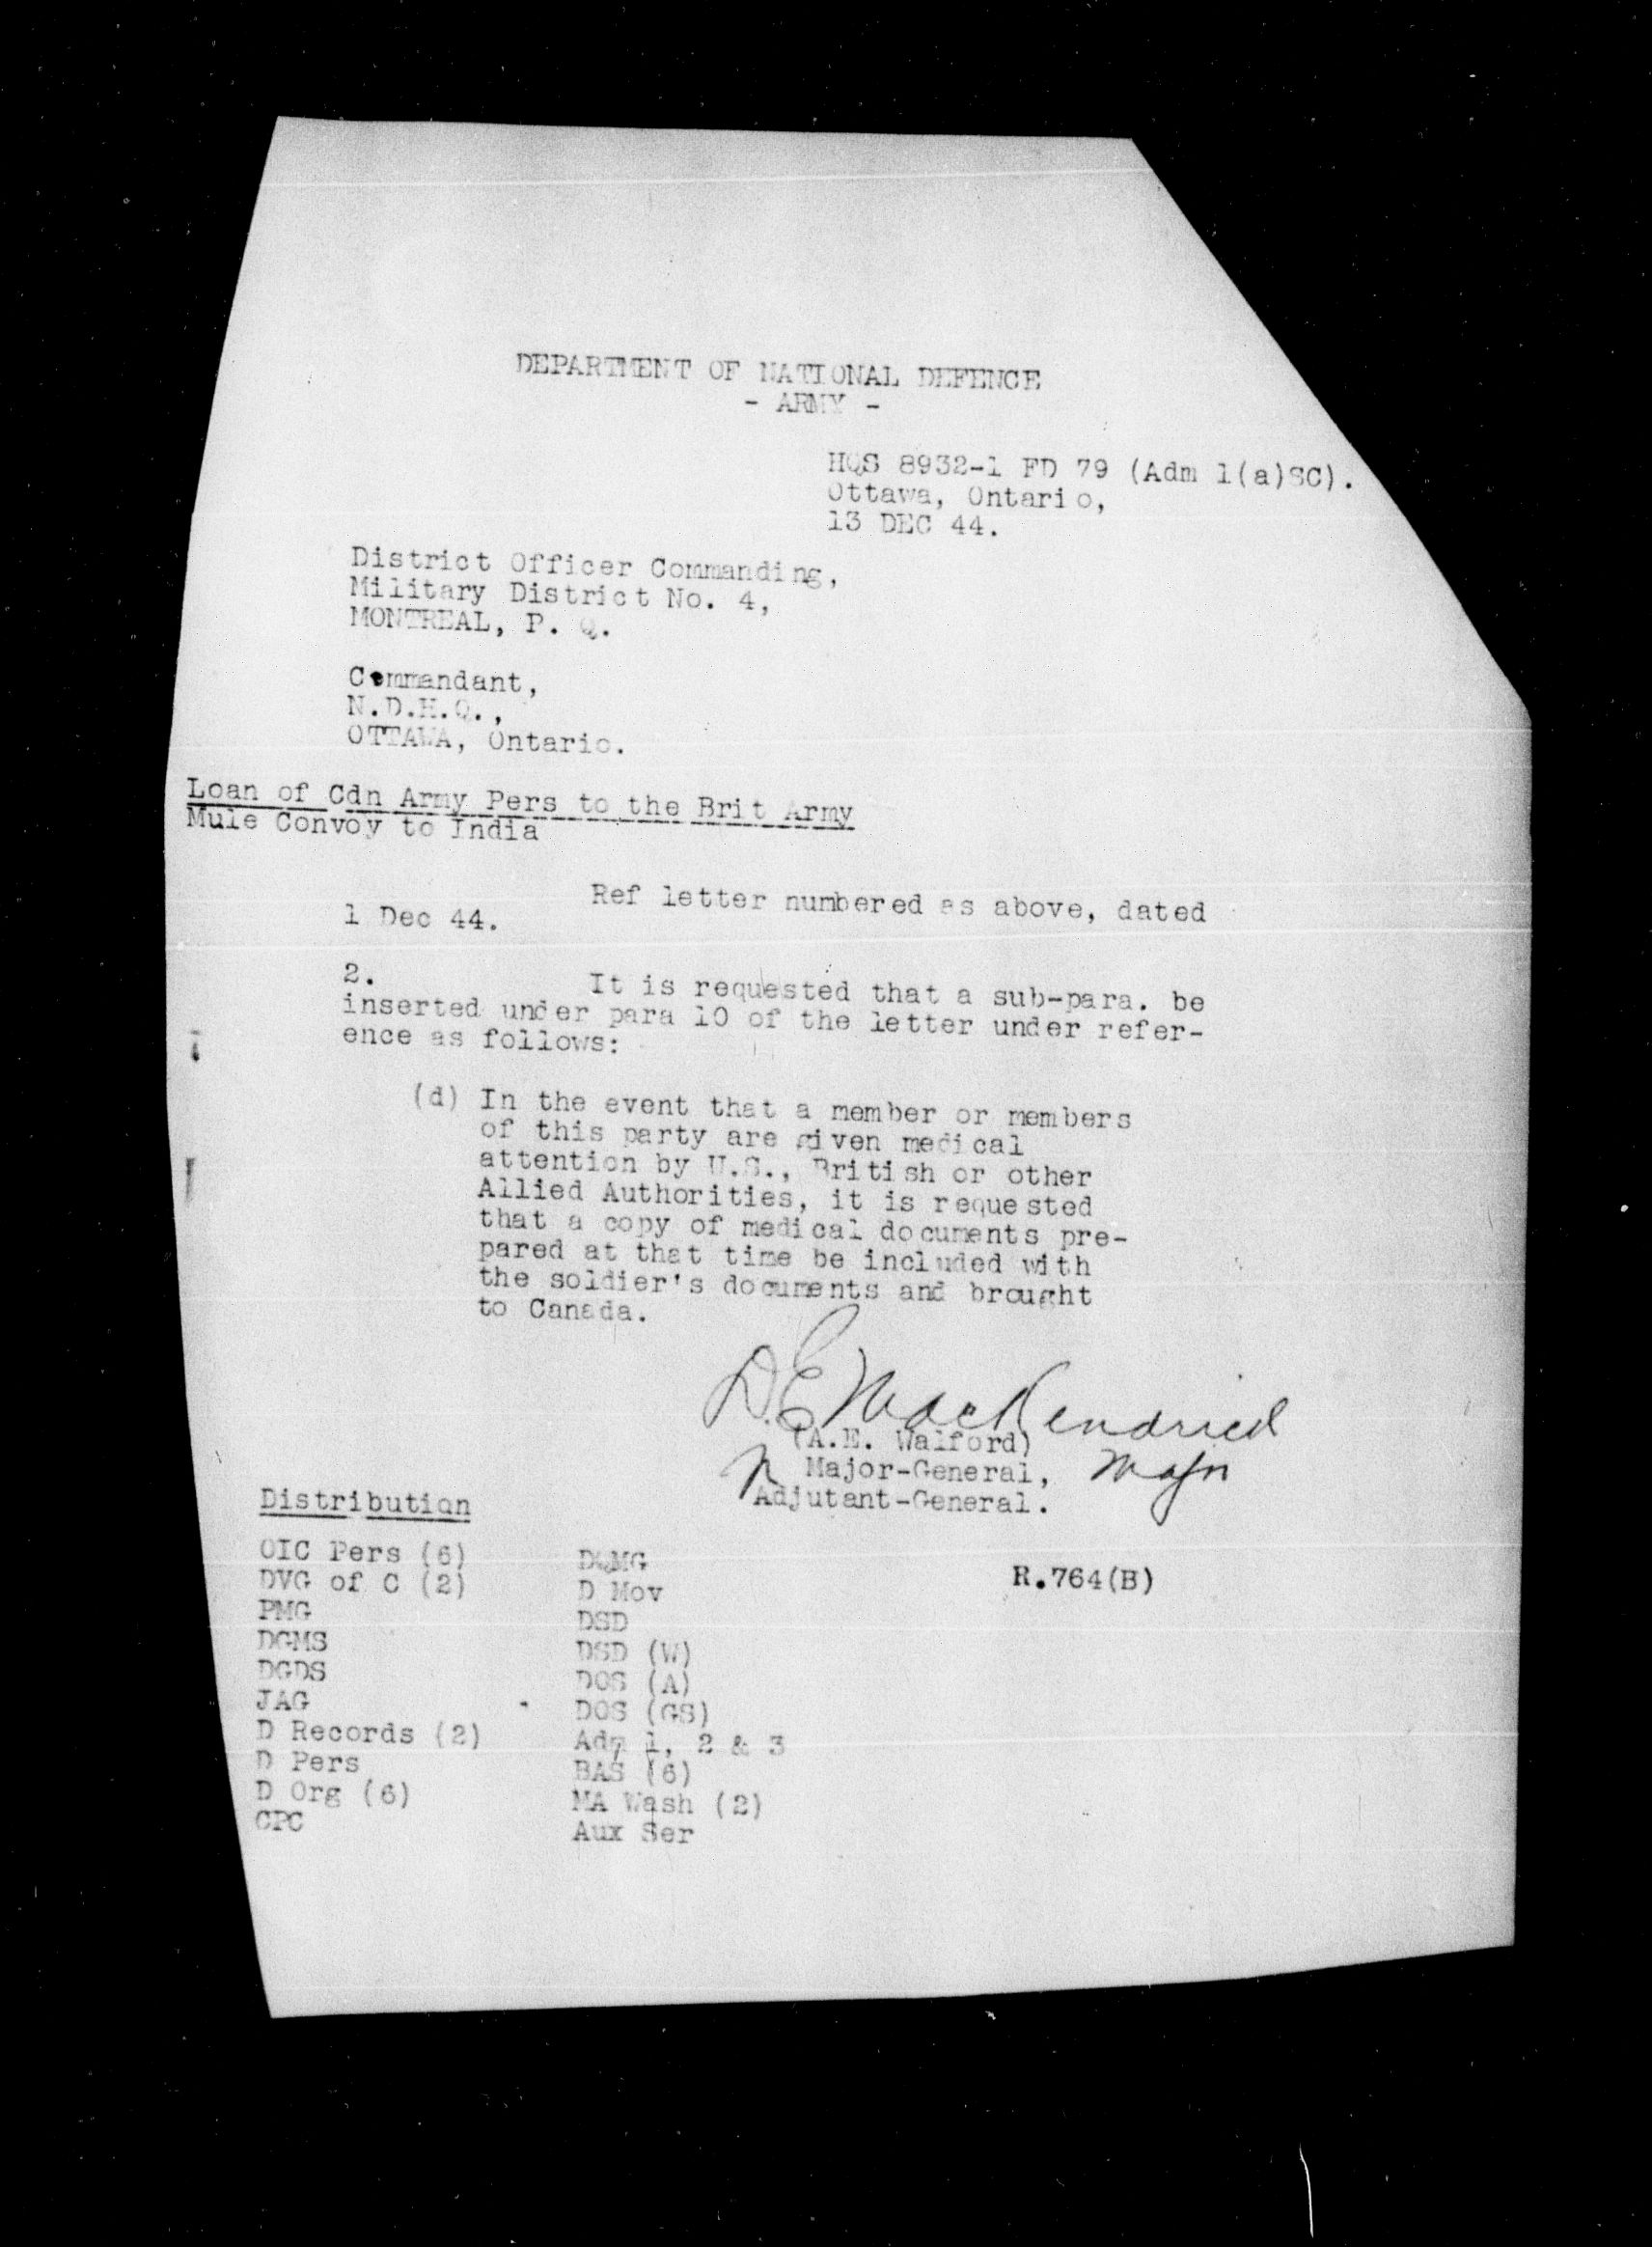 DEPARTMENT OF NATIONAL DEFENCE
- ARMY -
HQS 8932-1 FD 79 (Adm 1(a)SC).
Ottawa, Ontario,
13 DEC 44.
District Officer Commanding,
Military District No. 4,
MONTREAL, P. Q.
Commandant,
N.D.H.Q.,
OTTAWA, Ontario.
Loan of Cdn Army Pers to the Brit Army
Mule Convoy to India
Ref letter numbered as above, dated
1 Dec 44.
2. It is requested that a sub-para. be
inserted under para 10 of the letter under refer-
ence as follows:
(d) In the event that a member or members
of this party are given medical
attention by U.S., British or other
Allied Authorities, it is requested
that a copy of medical documents pre-
pared at that time be included with
the soldier's documents and brought
to Canada.
D.E. MacKendrick
(A.E. Walford)
Major-General, Major
Adjutant-General.
Distribution
OIC Pers (6)
DVG of C (2)
PMG
DGMS
DGDS
JAG
D Records (2)
D Pers
D Org (6)
CPC
DQMG
D Mov
DSD
DSD (W)
DOS (A)
DOS (GS)
Adm 1, 2 & 3
BAS (6)
MA Wash (2)
Aux Ser
R.764(B)